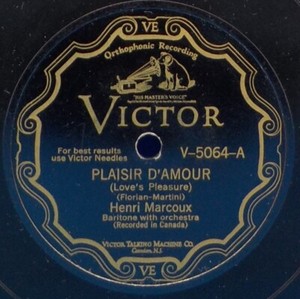 VE
Orthophonic Recording
"HIS MASTER'S VOICE"
VICTOR
For best results
use Victor Needles
V-5064-A
PLAISIR D'AMOUR
(Love's Pleasure)
(Florian-Martini)
Henri Marcoux
Baritone with orchestra
(Recorded in Canada)
VICTOR TALKING MACHINE CO.
Camden, N.J.
VE